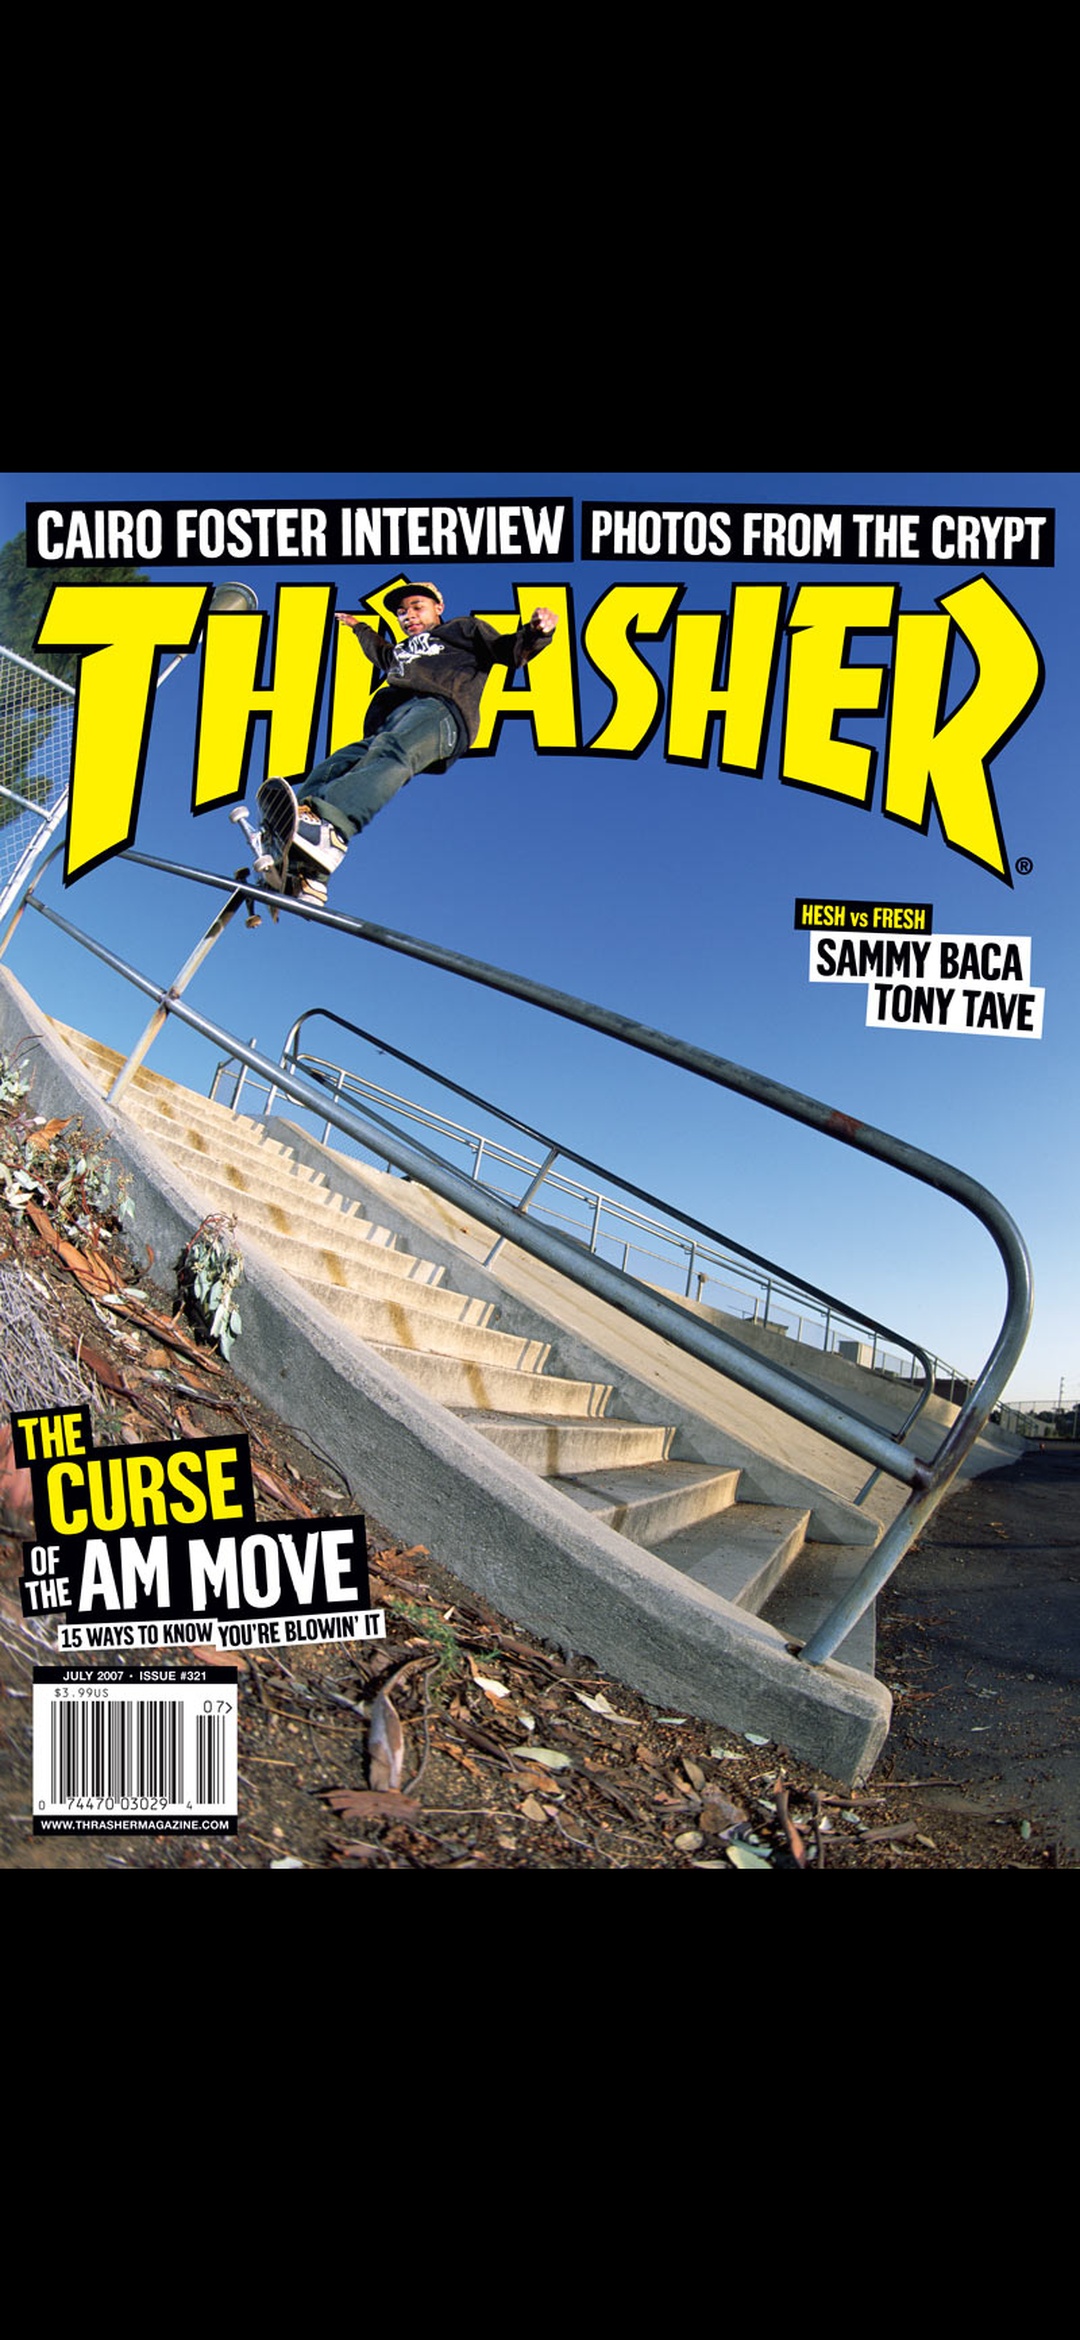 CAIRO FOSTER INTERVIEW
PHOTOS FROM THE CRYPT
THRASHER®
HESH vs FRESH
SAMMY BACA
TONY TAVE
THE
CURSE
OF
THE
AM MOVE
15 WAYS TO KNOW YOU'RE BLOWIN' IT
JULY 2007 • ISSUE #321
$3.99US
07>
0 74470 03029 4
WWW.THRASHERMAGAZINE.COM